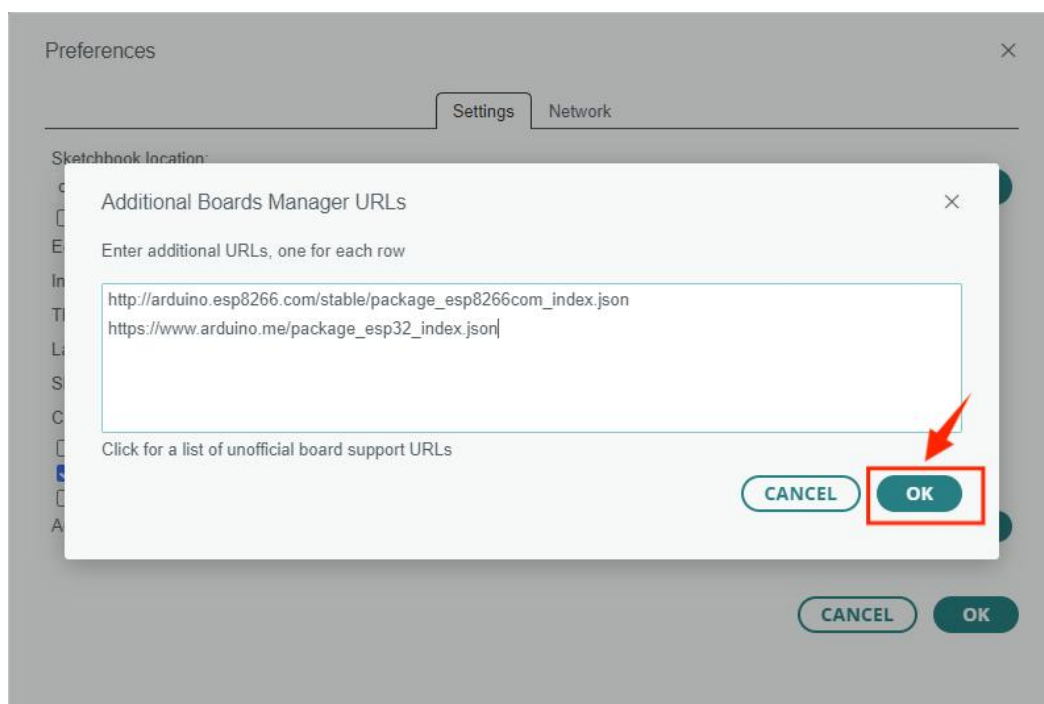 Preferences
Settings Network
Sketchbook location:
Additional Boards Manager URLs
Enter additional URLs, one for each row
http://arduino.esp8266.com/stable/package_esp8266com_index.json
https://www.arduino.me/package_esp32_index.json
Click for a list of unofficial board support URLs
CANCEL OK
CANCEL OK